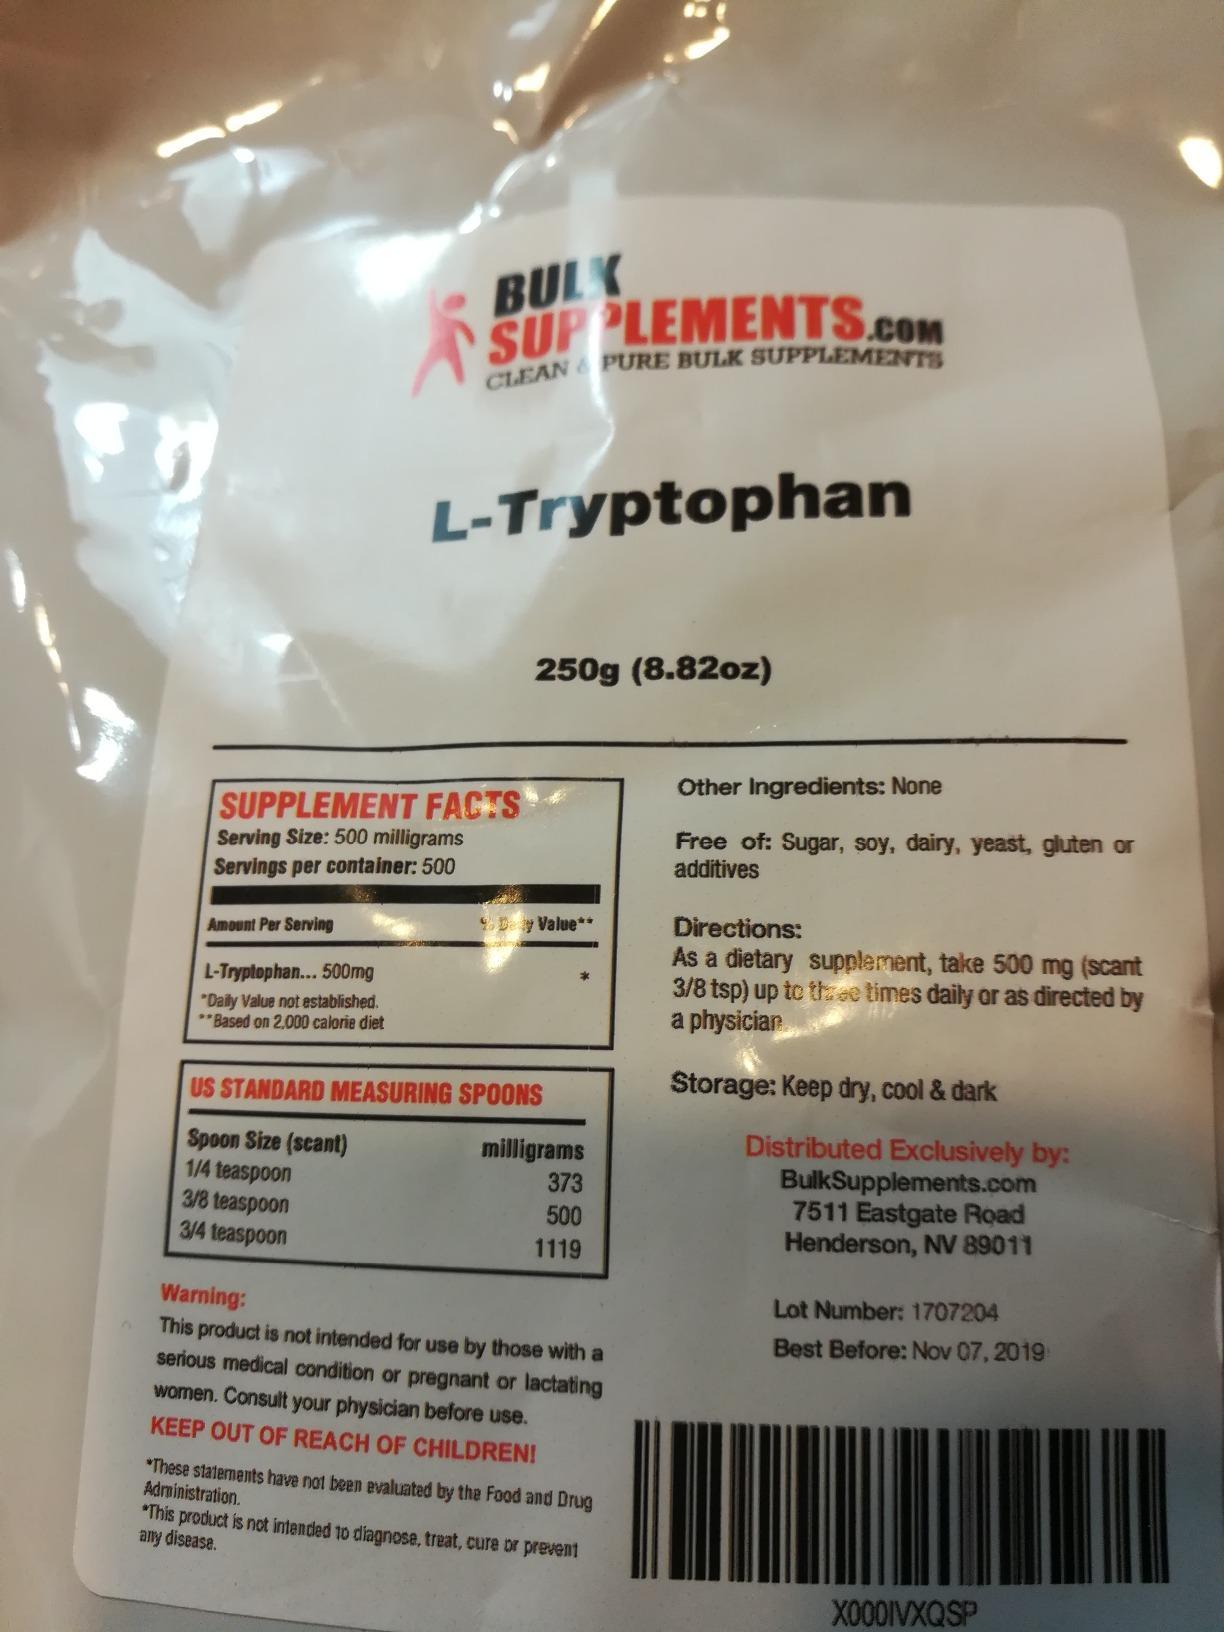 BULK
SUPPLEMENTS.COM
CLEAN & PURE BULK SUPPLEMENTS
L-Tryptophan
250g (8.82oz)
SUPPLEMENT FACTS
Serving Size: 500 milligrams
Servings per container: 500
Amount Per Serving % Daily Value**
L-Tryptophan... 500mg *
*Daily Value not established.
**Based on 2,000 calorie diet
US STANDARD MEASURING SPOONS
Spoon Size (scant) milligrams
1/4 teaspoon 373
3/8 teaspoon 500
3/4 teaspoon 1119
Warning:
This product is not intended for use by those with a
serious medical condition or pregnant or lactating
women. Consult your physician before use.
KEEP OUT OF REACH OF CHILDREN!
*These statements have not been evaluated by the Food and Drug
Administration.
*This product is not intended to diagnose, treat, cure or prevent
any disease.
Other Ingredients: None
Free of: Sugar, soy, dairy, yeast, gluten or
additives
Directions:
As a dietary supplement, take 500 mg (scant
3/8 tsp) up to three times daily or as directed by
a physician.
Storage: Keep dry, cool & dark
Distributed Exclusively by:
BulkSupplements.com
7511 Eastgate Road
Henderson, NV 89011
Lot Number: 1707204
Best Before: Nov 07, 2019
X000IVXQSP